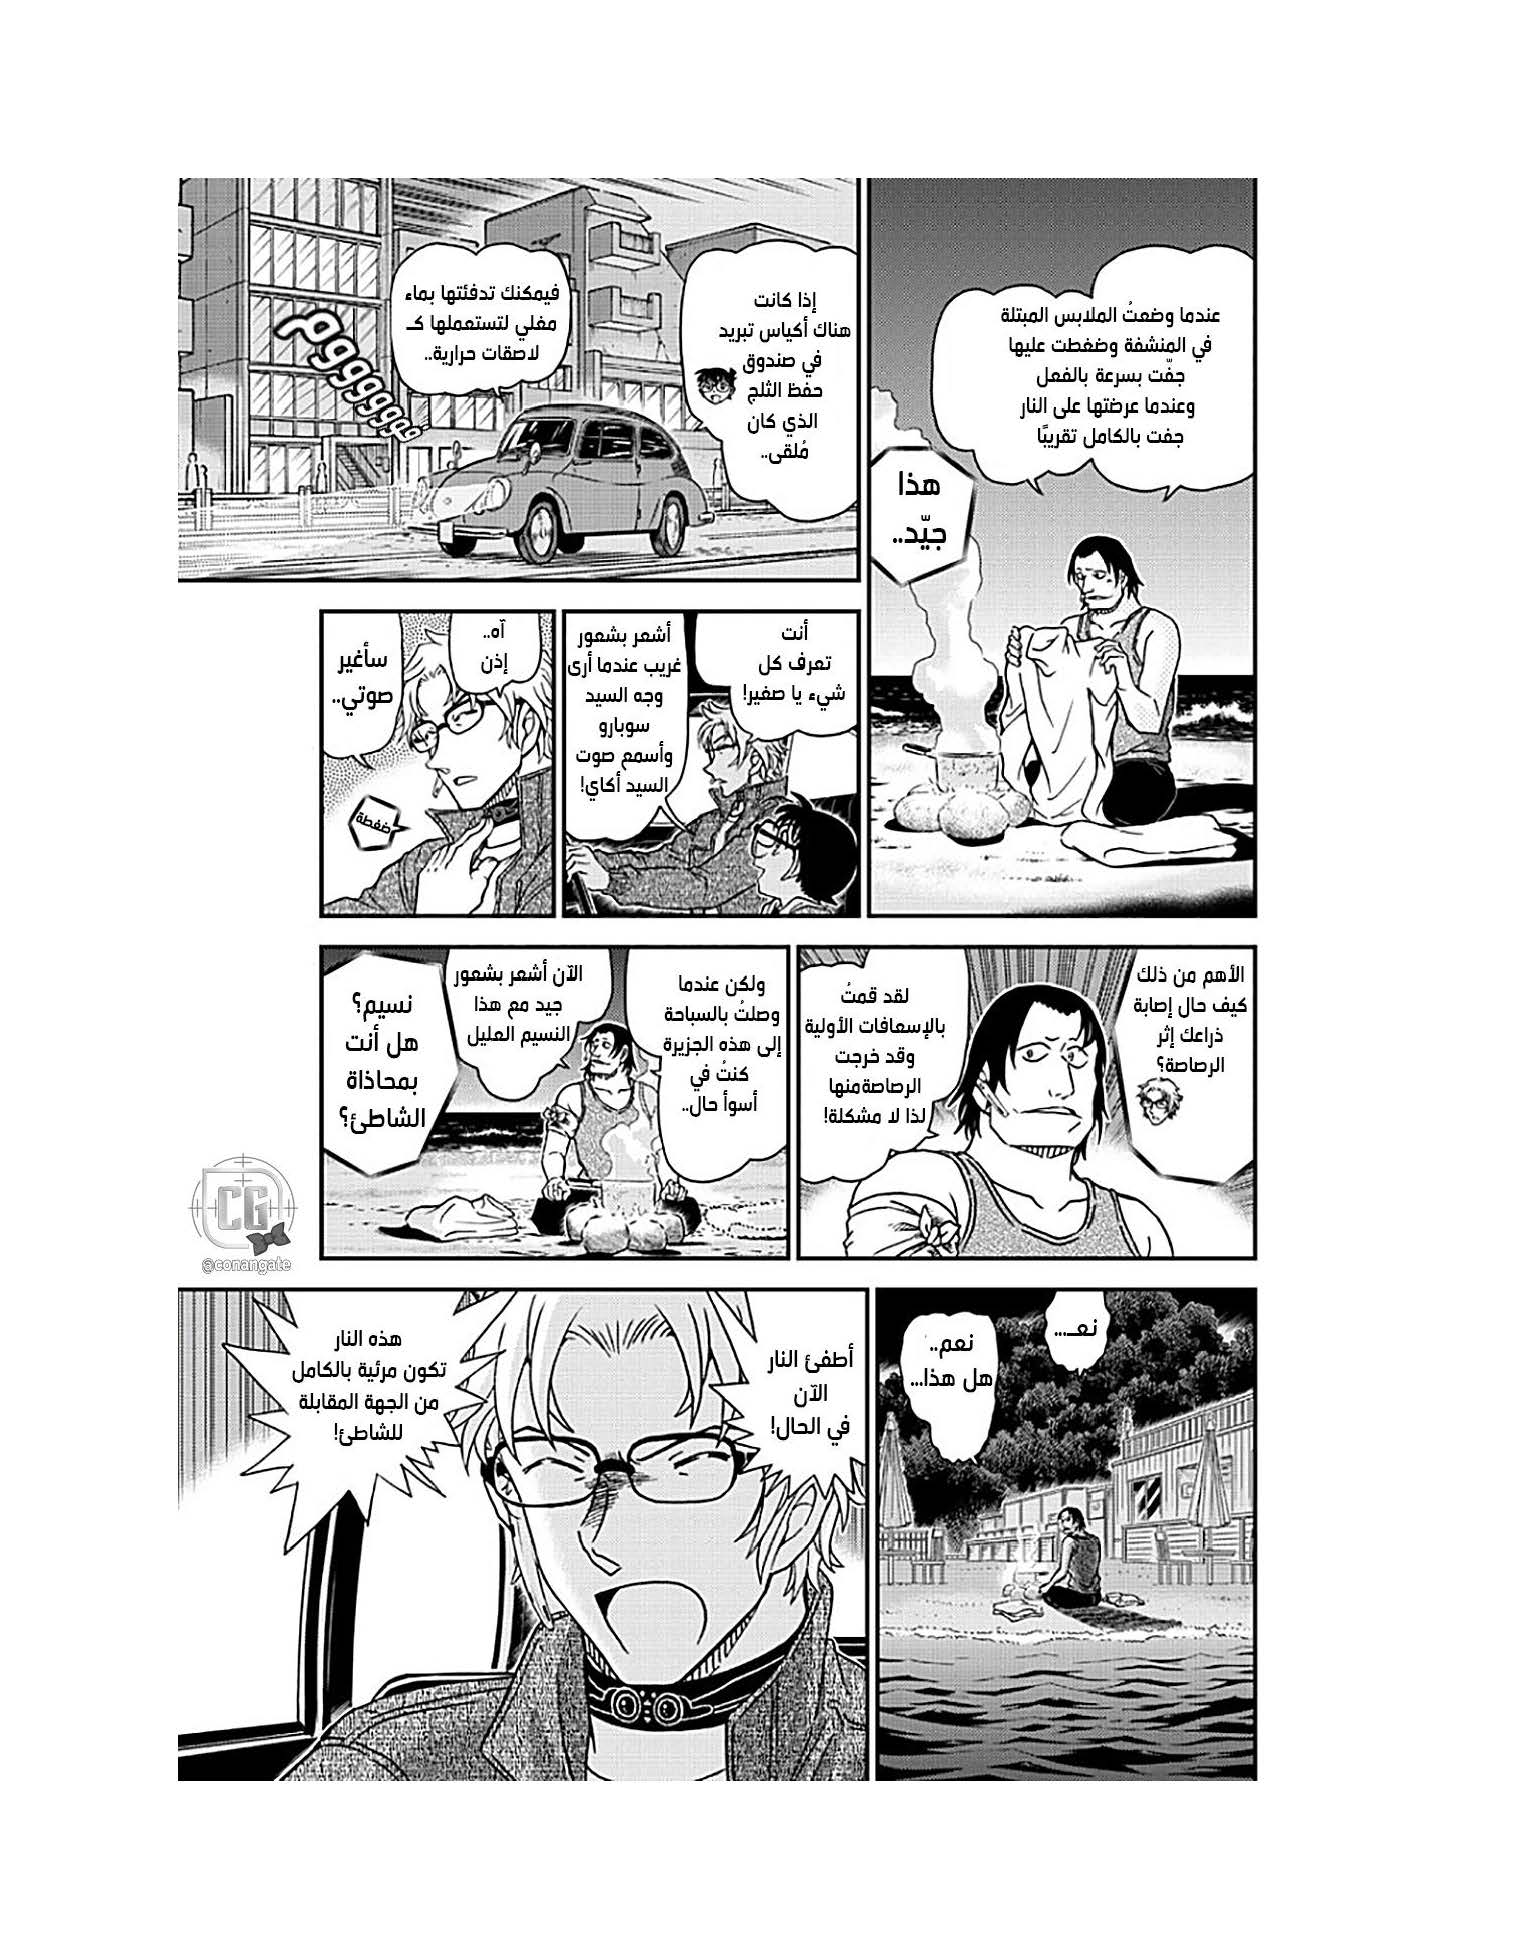 عندما وضعتُ الملابس المبتلة
في المنشفة وضغطت عليها
جفّت بسرعة بالفعل
وعندما عرضتها على النار
جفت بالكامل تقريبًا
هذا
جيّد..
إذا كانت
هناك أكياس تبريد
في صندوق
حفظ الثلج
الذي كان
مُلقى..
فيمكنك تدفئتها بماء
مغلي لتستعملها كـ
لاصقات حرارية..
فووووووم
أنت
تعرف كل
شيء يا صغير!
أشعر بشعور
غريب عندما أرى
وجه السيد
سوبارو
وأسمع صوت
السيد أكاي!
آه..
إذن
سأغير
صوتي..
ضغطة
الأهم من ذلك
كيف حال إصابة
ذراعك إثر
الرصاصة؟
لقد قمتُ
بالإسعافات الأولية
وقد خرجت
الرصاصةمنها
لذا لا مشكلة!
ولكن عندما
وصلتُ بالسباحة
إلى هذه الجزيرة
كنتُ في
أسوأ حال..
الآن أشعر بشعور
جيد مع هذا
النسيم العليل
نسيم؟
هل أنت
بمحاذاة
الشاطئ؟
نعـ...
نعم..
هل هذا...
أطفئ النار
الآن
في الحال!
هذه النار
تكون مرئية بالكامل
من الجهة المقابلة
للشاطئ!
CG
@conangate